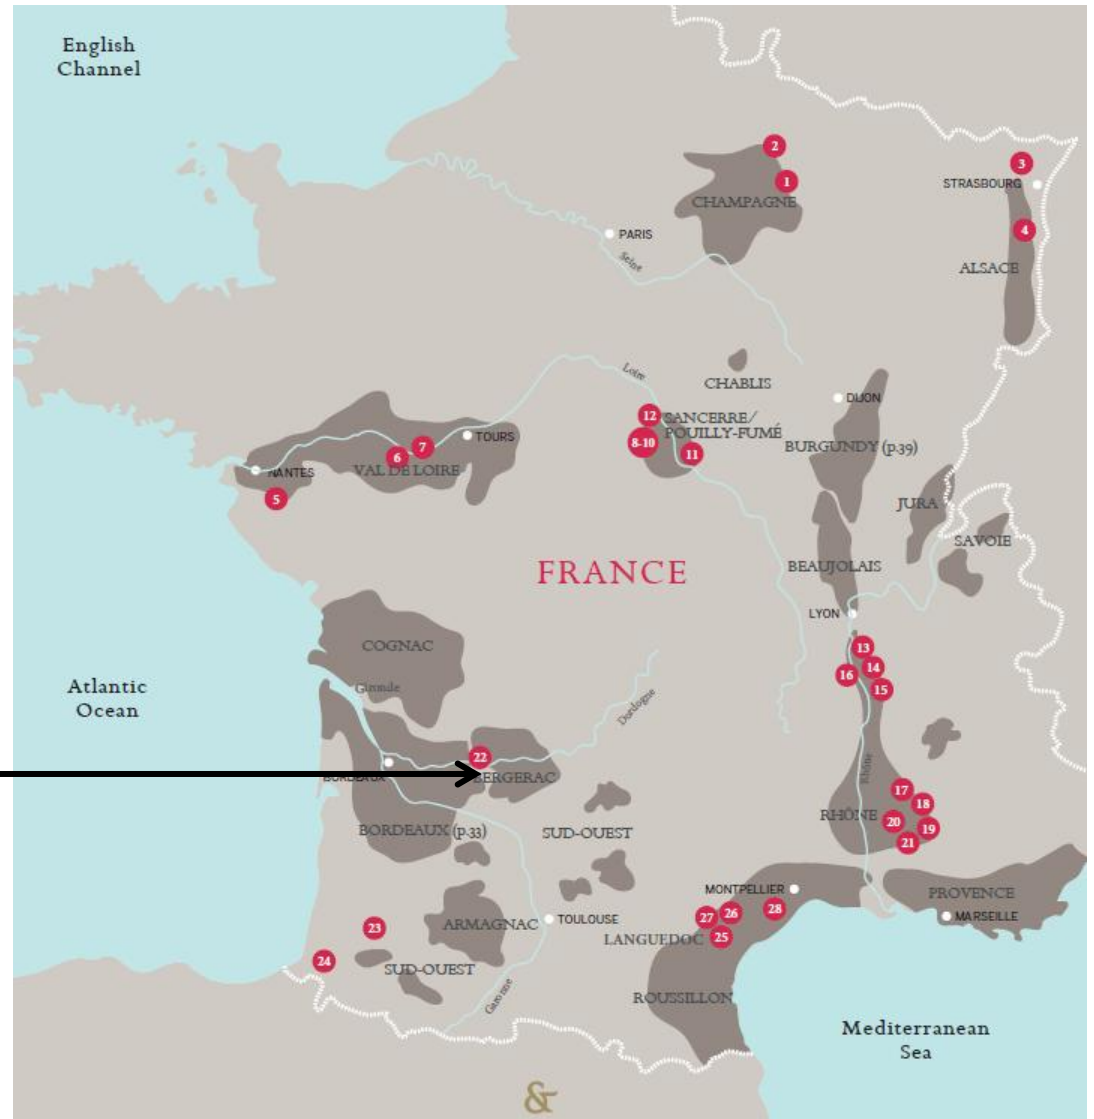 English
Channel
2
3
1
STRASBOURG
CHAMPAGNE
4
PARIS
Seine
ALSACE
Loire
CHABLIS
DIJON
12
SANCERRE/
POUILLY-FUMÉ
8-10
11
BURGUNDY (p.39)
7
TOURS
6
VAL DE LOIRE
NANTES
5
JURA
SAVOIE
FRANCE
BEAUJOLAIS
LYON
COGNAC
13
14
16
15
Gironde
Atlantic
Ocean
Dordogne
22
BORDEAUX
BERGERAC
Rhône
17
18
RHÔNE
20
19
21
BORDEAUX (p.33)
SUD-OUEST
MONTPELLIER
PROVENCE
MARSEILLE
27
26
28
25
LANGUEDOC
23
ARMAGNAC
TOULOUSE
24
SUD-OUEST
Garonne
ROUSSILLON
Mediterranean
Sea
&